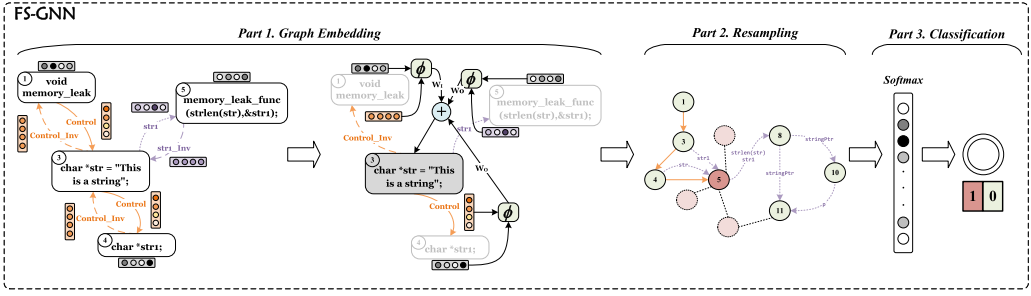 FS-GNN
Part 1. Graph Embedding
Part 2. Resampling
Part 3. Classification
1
void
memory_leak
5
memory_leak_func
(strlen(str),&str1);
Control
Control_Inv
str1
str1_Inv
3
char *str = "This
is a string";
Control
Control_Inv
4
char *str1;
1
void
memory_leak
ϕ
ϕ
W1
W0
+
5
memory_leak_func
(strlen(str),&str1);
Control_Inv
str1
3
char *str = "This
is a string";
W0
Control
ϕ
4
char *str1;
1
3
4
str
str1
5
strlen(str)
str1
8
stringPtr
stringPtr
10
11
Softmax
1 0